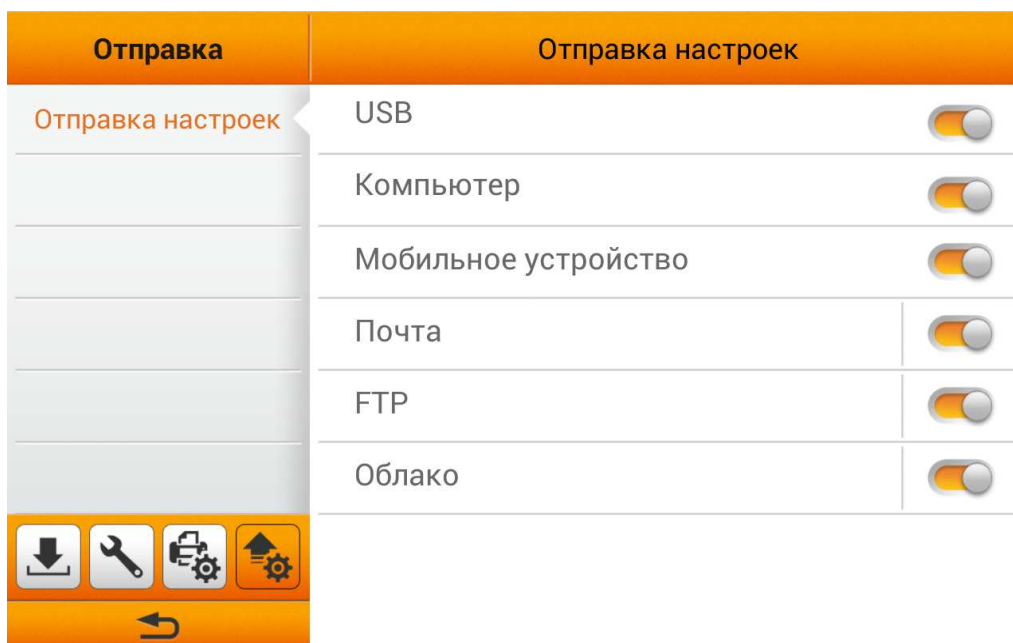 Отправка
Отправка настроек
Отправка настроек
USB
Компьютер
Мобильное устройство
Почта
FTP
Облако